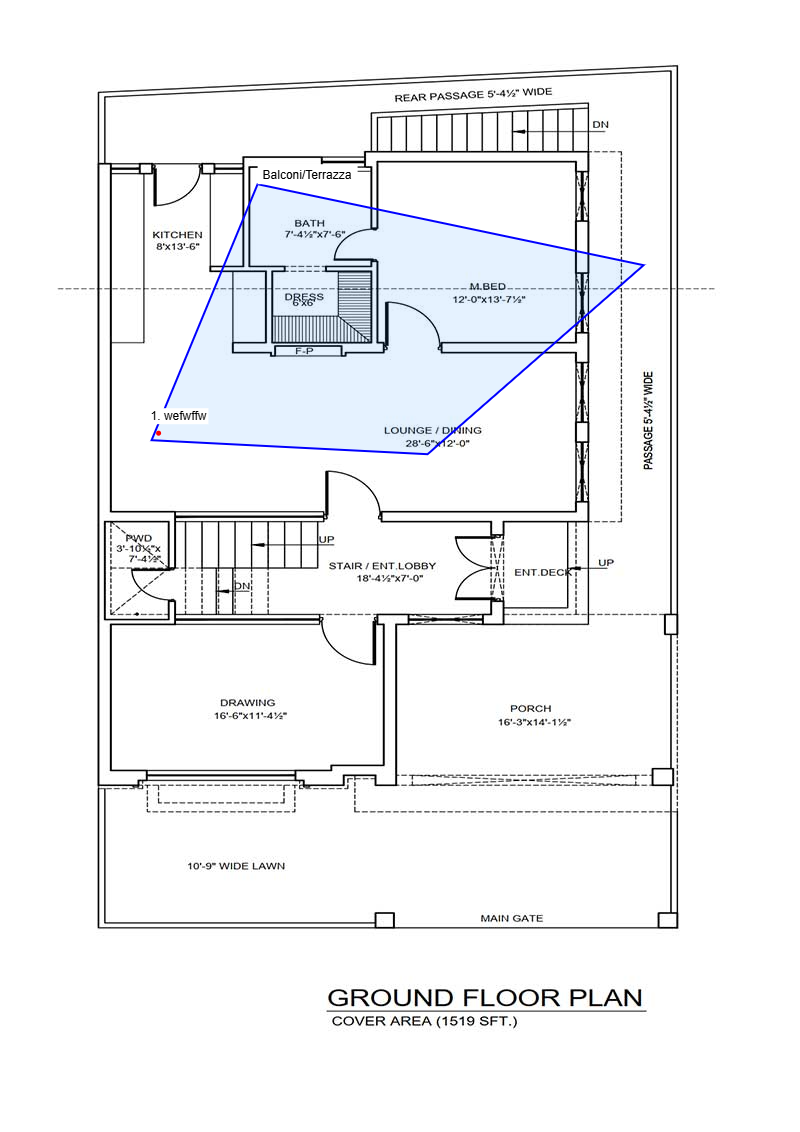 REAR PASSAGE 5'-4½" WIDE
DN
Balconi/Terrazza
BATH
7'-4½"x7'-6"
KITCHEN
8'x13'-6"
M.BED
12'-0"x13'-7½"
DRESS
6'x6'
F-P
PASSAGE 5'-4½" WIDE
1. wefwffw
LOUNGE / DINING
28'-6"x12'-0"
PWD
3'-10½"x
7'-4½"
UP
STAIR / ENT.LOBBY
18'-4½"x7'-0"
DN
ENT.DECK
UP
DRAWING
16'-6"x11'-4½"
PORCH
16'-3"x14'-1½"
10'-9" WIDE LAWN
MAIN GATE
GROUND FLOOR PLAN
COVER AREA (1519 SFT.)